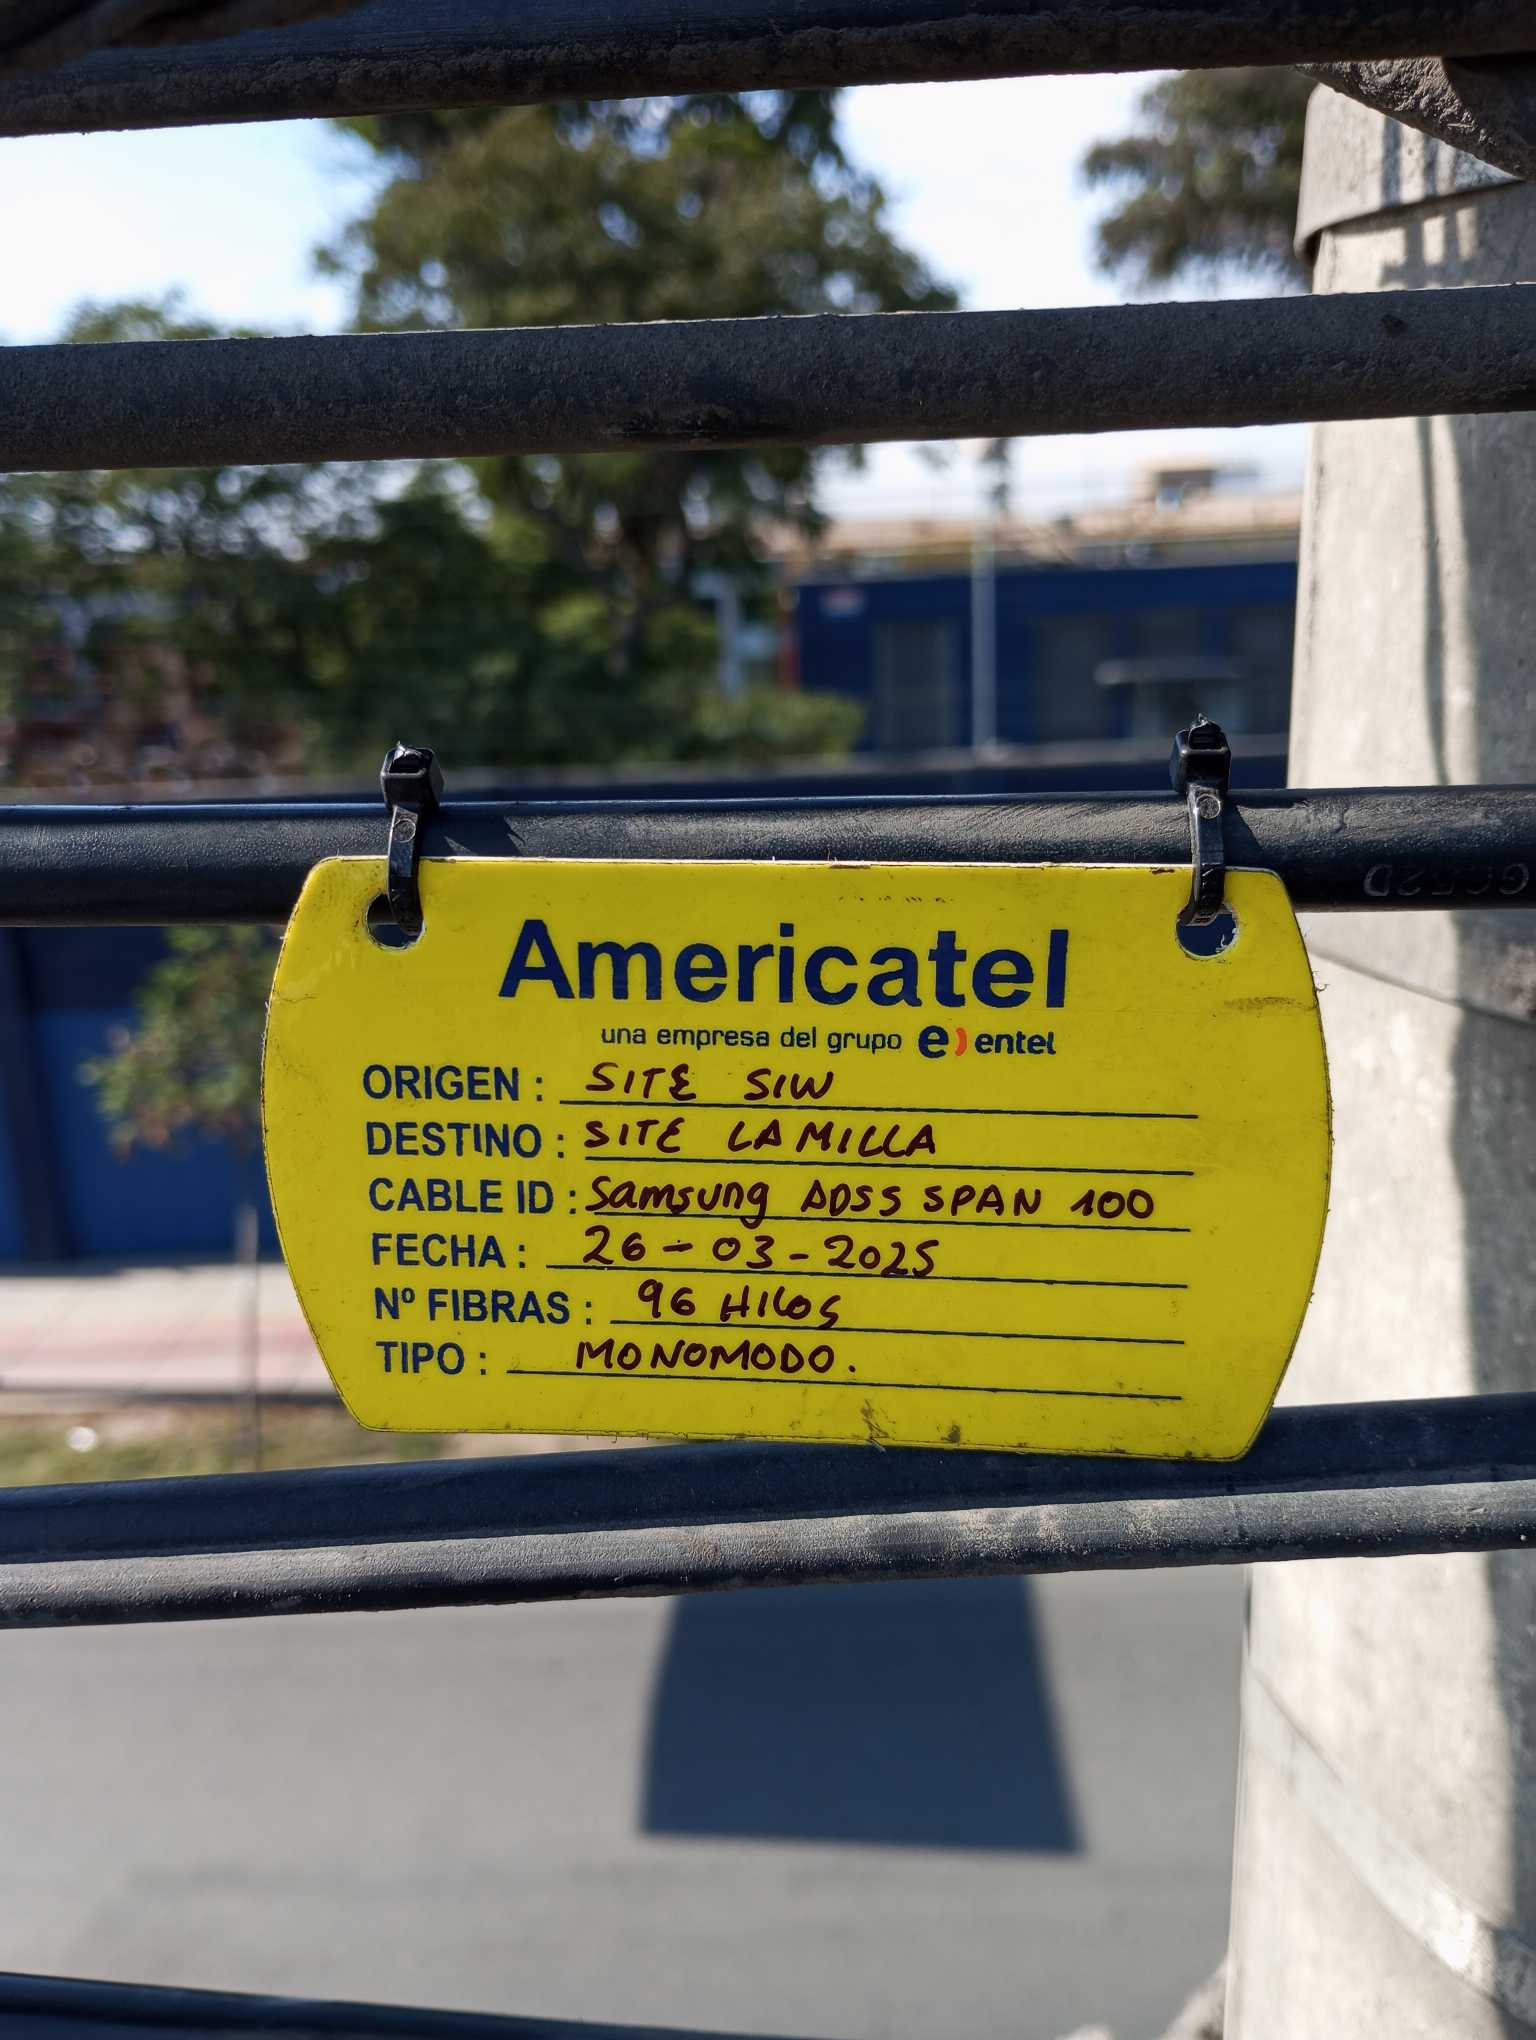 Americatel
una empresa del grupo e) entel
ORIGEN : SITE SIW
DESTINO : SITE LA MILLA
CABLE ID : Samsung ADSS SPAN 100
FECHA : 26-03-2025
Nº FIBRAS : 96 HILOS
TIPO : MONOMODO.